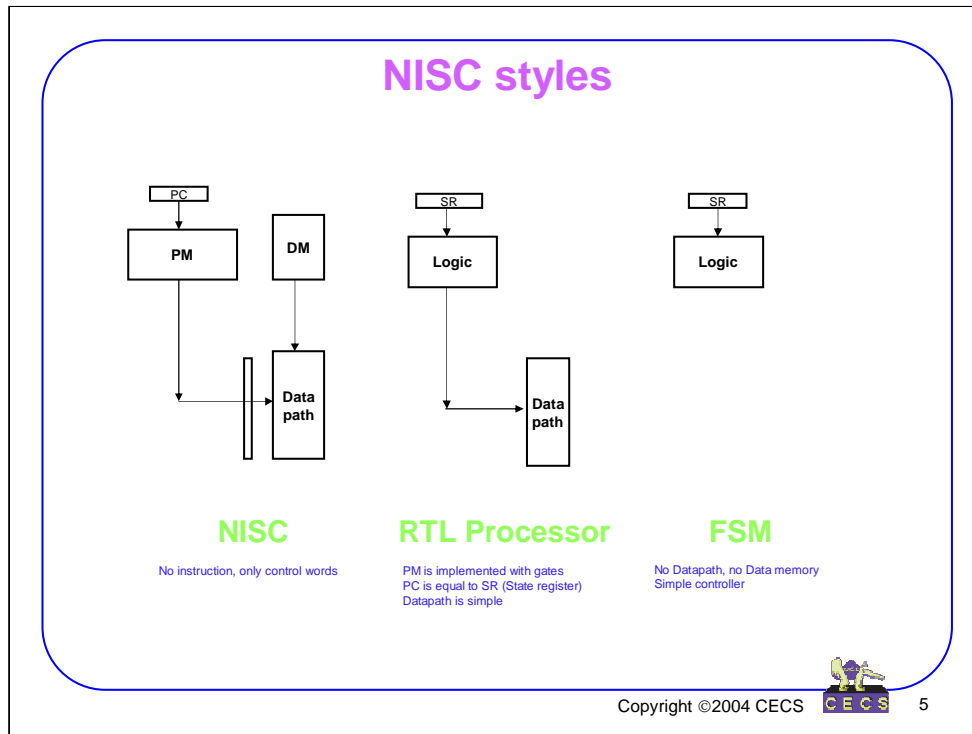 NISC styles
PC
PM
DM
Data
path
SR
Logic
Data
path
SR
Logic
NISC
No instruction, only control words
RTL Processor
PM is implemented with gates
PC is equal to SR (State register)
Datapath is simple
FSM
No Datapath, no Data memory
Simple controller
Copyright ©2004 CECS
CECS
5